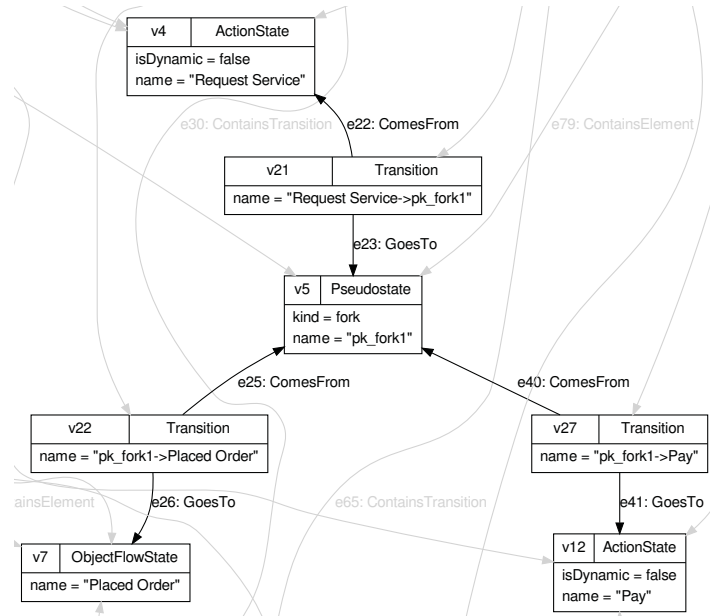 v4 ActionState
isDynamic = false
name = "Request Service"
e30: ContainsTransition
e22: ComesFrom
e79: ContainsElement
v21 Transition
name = "Request Service->pk_fork1"
e23: GoesTo
v5 Pseudostate
kind = fork
name = "pk_fork1"
e25: ComesFrom
e40: ComesFrom
v22 Transition
name = "pk_fork1->Placed Order"
v27 Transition
name = "pk_fork1->Pay"
ainsElement
e26: GoesTo
e65: ContainsTransition
e41: GoesTo
v7 ObjectFlowState
name = "Placed Order"
v12 ActionState
isDynamic = false
name = "Pay"